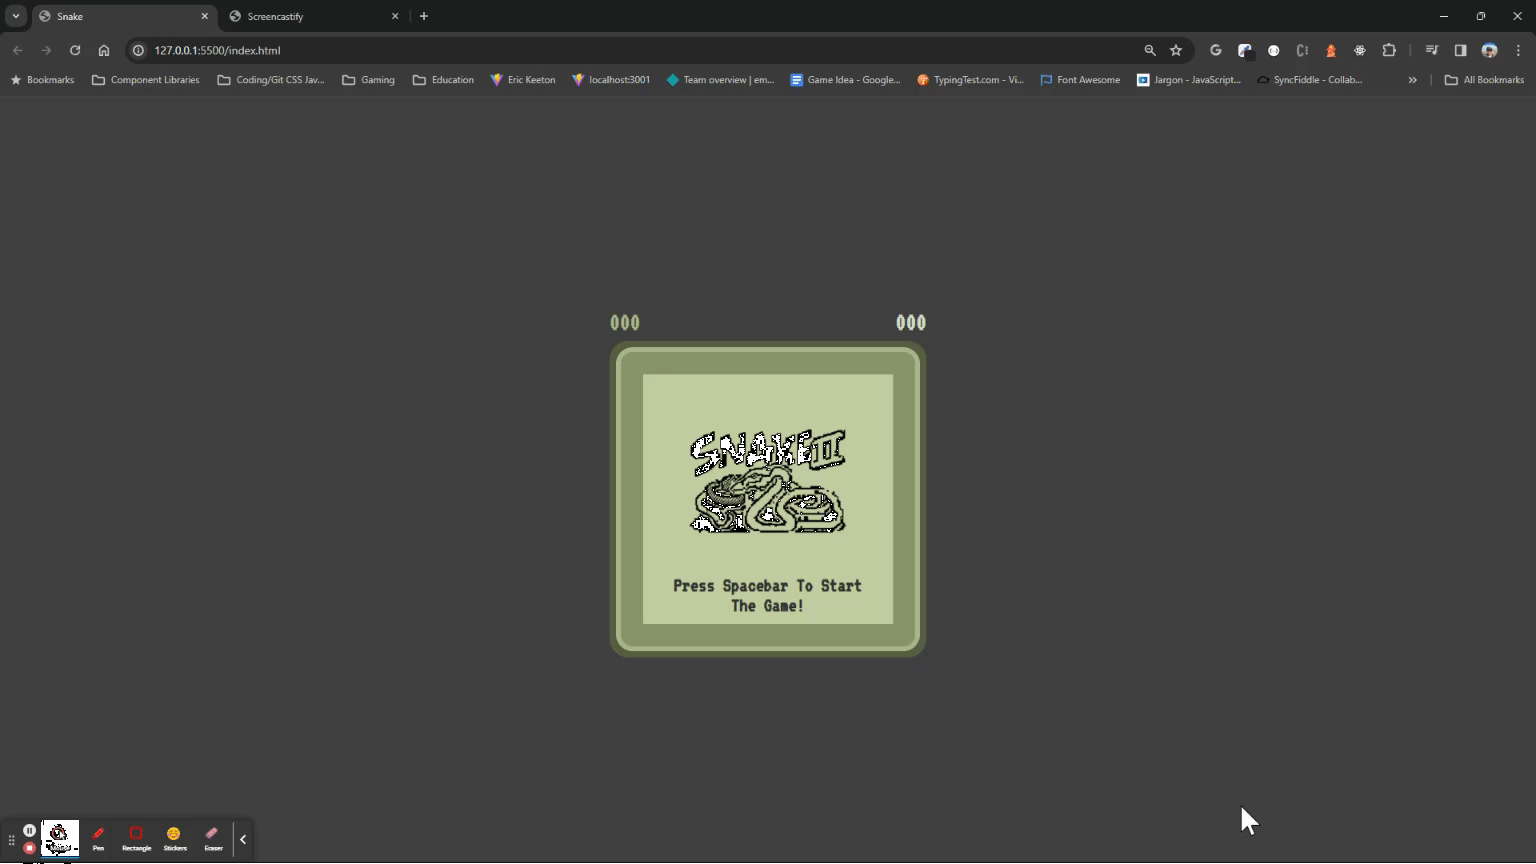 Snake
Screencastify
127.0.0.1:5500/index.html
Bookmarks
Component Libraries
Coding/Git CSS Jav...
Gaming
Education
Eric Keeton
localhost:3001
Team overview | em...
Game Idea - Google...
TypingTest.com - Vi...
Font Awesome
Jargon - JavaScript...
SyncFiddle - Collab...
All Bookmarks
000
000
SNAKE II
Press Spacebar To Start
The Game!
Pen
Rectangle
Stickers
Eraser